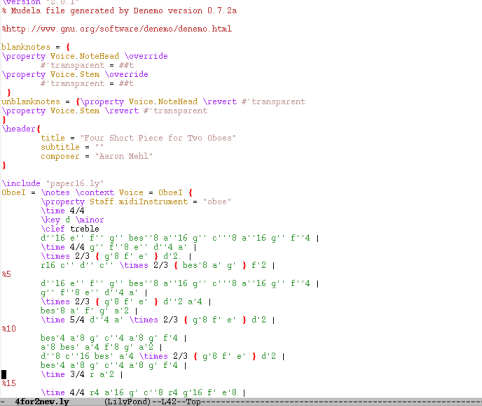 \version "2.0.1"
% Mudela file generated by Denemo version 0.7.2a
%http://www.gnu.org/software/denemo/denemo.html
blanknotes = {
\property Voice.NoteHead \override
#'transparent = ##t
\property Voice.Stem \override
#'transparent = ##t
}
unblanknotes = {\property Voice.NoteHead \revert #'transparent
\property Voice.Stem \revert #'transparent
}
\header{
title = "Four Short Piece for Two Oboes"
subtitle = ""
composer = "Aaron Mehl"
}
\include "paper16.ly"
OboeI = \notes \context Voice = OboeI {
\property Staff.midiInstrument = "oboe"
\time 4/4
\key d \minor
\clef treble
d''16 e'' f'' g'' bes''8 a''16 g'' c'''8 a''16 g'' f''4 |
\time 4/4 g'' f''8 e'' d''4 a' |
\times 2/3 { g'8 f' e' } d'2. |
r16 c'' d'' c'' \times 2/3 { bes'8 a' g' } f'2 |
%5
d''16 e'' f'' g'' bes''8 a''16 g'' c'''8 a''16 g'' f''4 |
g'' f''8 e'' d''4 a' |
\times 2/3 { g'8 f' e' } d''2 a'4 |
bes'8 a' f' g' a'2 |
\time 5/4 d''4 a' \times 2/3 { g'8 f' e' } d'2 |
%10
bes'4 a'8 g' c''4 a'8 g' f'4 |
a'8 bes' a'4 f'8 g' a'2 |
d''8 c''16 bes' a'4 \times 2/3 { g'8 f' e' } d'2 |
bes'4 a'8 g' c''4 a'8 g' f'4 |
\time 3/4 r a'2 |
%15
\time 4/4 r4 a'16 g' c''8 r4 g'16 f' e'8 |
- 4for2new.ly (LilyPond)--L42--Top